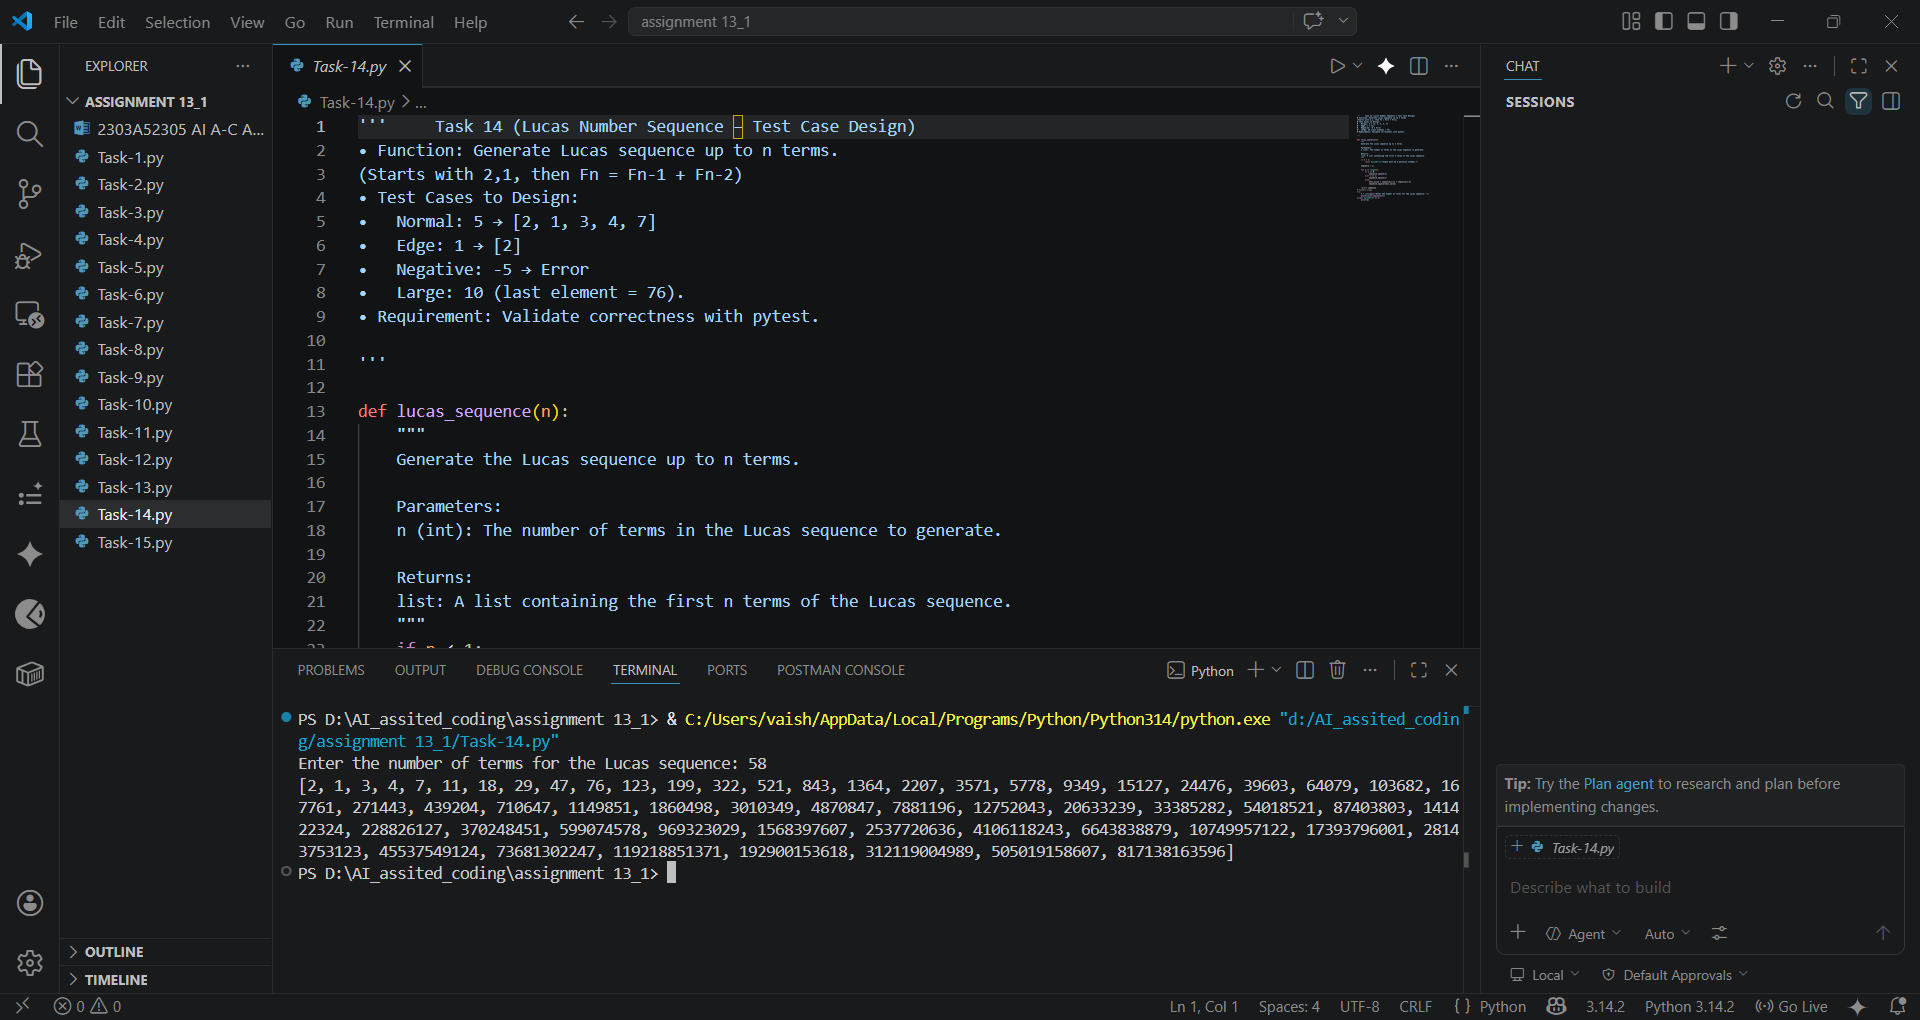 File Edit Selection View Go Run Terminal Help
assignment 13_1
EXPLORER
ASSIGNMENT 13_1
2303A52305 AI A-C A...
Task-1.py
Task-2.py
Task-3.py
Task-4.py
Task-5.py
Task-6.py
Task-7.py
Task-8.py
Task-9.py
Task-10.py
Task-11.py
Task-12.py
Task-13.py
Task-14.py
Task-15.py
OUTLINE
TIMELINE
Task-14.py
Task-14.py > ...
1 ''' Task 14 (Lucas Number Sequence – Test Case Design)
2 • Function: Generate Lucas sequence up to n terms.
3 (Starts with 2,1, then Fn = Fn-1 + Fn-2)
4 • Test Cases to Design:
5 • Normal: 5 → [2, 1, 3, 4, 7]
6 • Edge: 1 → [2]
7 • Negative: -5 → Error
8 • Large: 10 (last element = 76).
9 • Requirement: Validate correctness with pytest.
10
11 '''
12
13 def lucas_sequence(n):
14 """
15 Generate the Lucas sequence up to n terms.
16
17 Parameters:
18 n (int): The number of terms in the Lucas sequence to generate.
19
20 Returns:
21 list: A list containing the first n terms of the Lucas sequence.
22 """
23 if n < 1:
PROBLEMS OUTPUT DEBUG CONSOLE TERMINAL PORTS POSTMAN CONSOLE
Python
PS D:\AI_assited_coding\assignment 13_1> & C:/Users/vaish/AppData/Local/Programs/Python/Python314/python.exe "d:/AI_assited_codin
g/assignment 13_1/Task-14.py"
Enter the number of terms for the Lucas sequence: 58
[2, 1, 3, 4, 7, 11, 18, 29, 47, 76, 123, 199, 322, 521, 843, 1364, 2207, 3571, 5778, 9349, 15127, 24476, 39603, 64079, 103682, 16
7761, 271443, 439204, 710647, 1149851, 1860498, 3010349, 4870847, 7881196, 12752043, 20633239, 33385282, 54018521, 87403803, 1414
22324, 228826127, 370248451, 599074578, 969323029, 1568397607, 2537720636, 4106118243, 6643838879, 10749957122, 17393796001, 2814
3753123, 45537549124, 73681302247, 119218851371, 192900153618, 312119004989, 505019158607, 817138163596]
PS D:\AI_assited_coding\assignment 13_1>
CHAT
SESSIONS
Tip: Try the Plan agent to research and plan before
implementing changes.
Task-14.py
Describe what to build
Agent Auto
Local Default Approvals
0 0
Ln 1, Col 1 Spaces: 4 UTF-8 CRLF { } Python 3.14.2 Python 3.14.2 Go Live